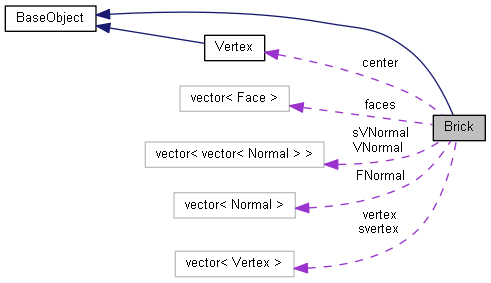 BaseObject
Vertex
center
vector< Face >
faces
Brick
sVNormal
VNormal
vector< vector< Normal > >
FNormal
vector< Normal >
vertex
svertex
vector< Vertex >